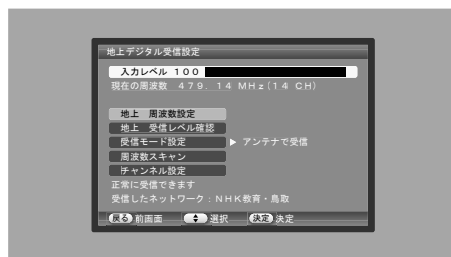 地上デジタル受信設定
入力レベル 100
現在の周波数 479. 14 MHz(14 CH)
地上 周波数設定
地上 受信レベル確認
受信モード設定 ▶ アンテナで受信
周波数スキャン
チャンネル設定
正常に受信できます
受信したネットワーク：NHK教育・鳥取
戻る 前画面 選択 決定 決定